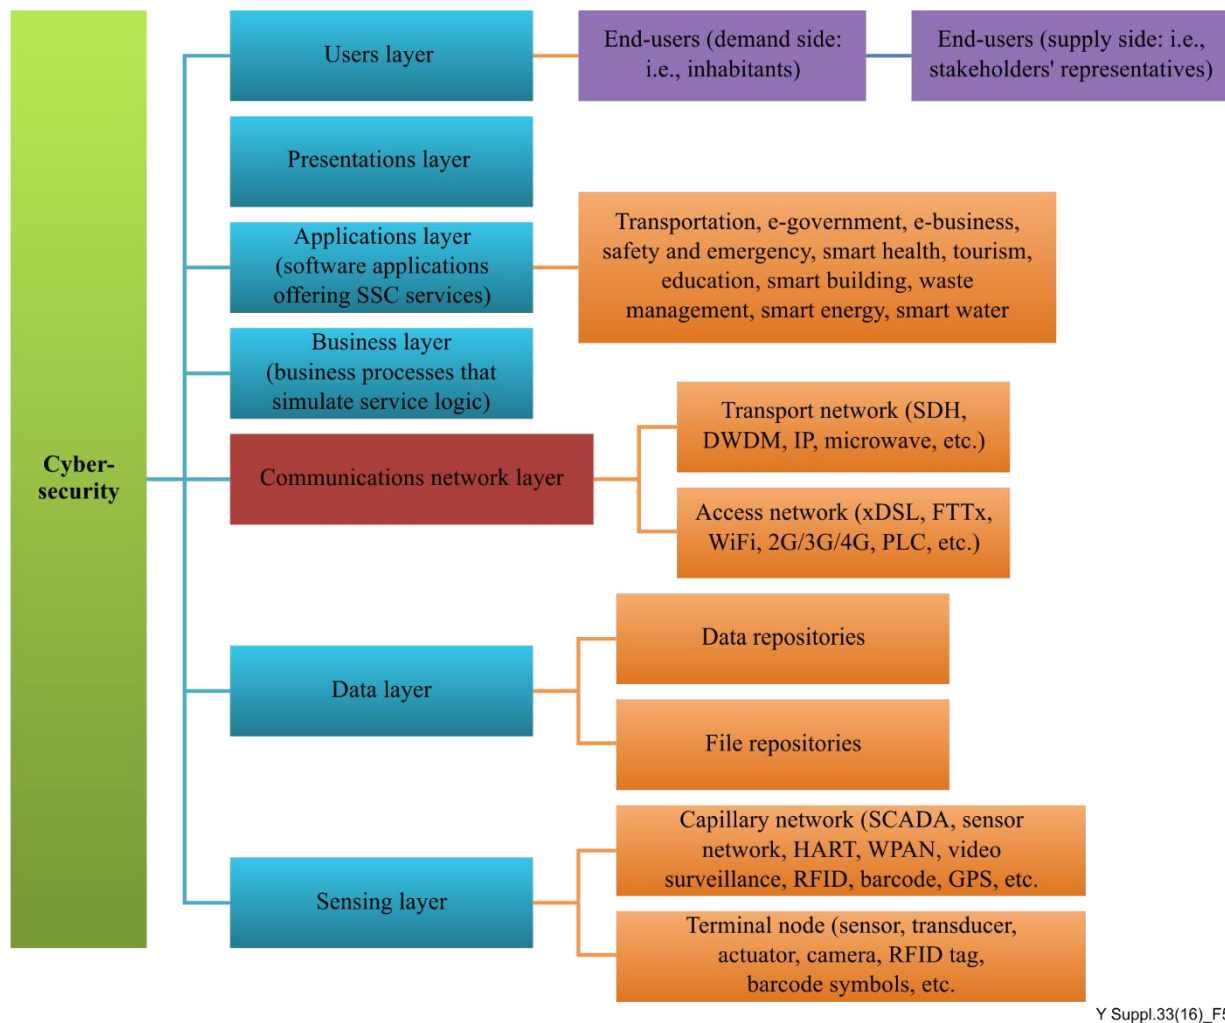 Users layer
End-users (demand side:
i.e., inhabitants)
End-users (supply side: i.e.,
stakeholders' representatives)
Presentations layer
Applications layer
(software applications
offering SSC services)
Transportation, e-government, e-business,
safety and emergency, smart health, tourism,
education, smart building, waste
management, smart energy, smart water
Business layer
(business processes that
simulate service logic)
Cyber-
security
Communications network layer
Transport network (SDH,
DWDM, IP, microwave, etc.)
Access network (xDSL, FTTx,
WiFi, 2G/3G/4G, PLC, etc.)
Data layer
Data repositories
File repositories
Sensing layer
Capillary network (SCADA, sensor
network, HART, WPAN, video
surveillance, RFID, barcode, GPS, etc.
Terminal node (sensor, transducer,
actuator, camera, RFID tag,
barcode symbols, etc.
Y Suppl.33(16)_F5